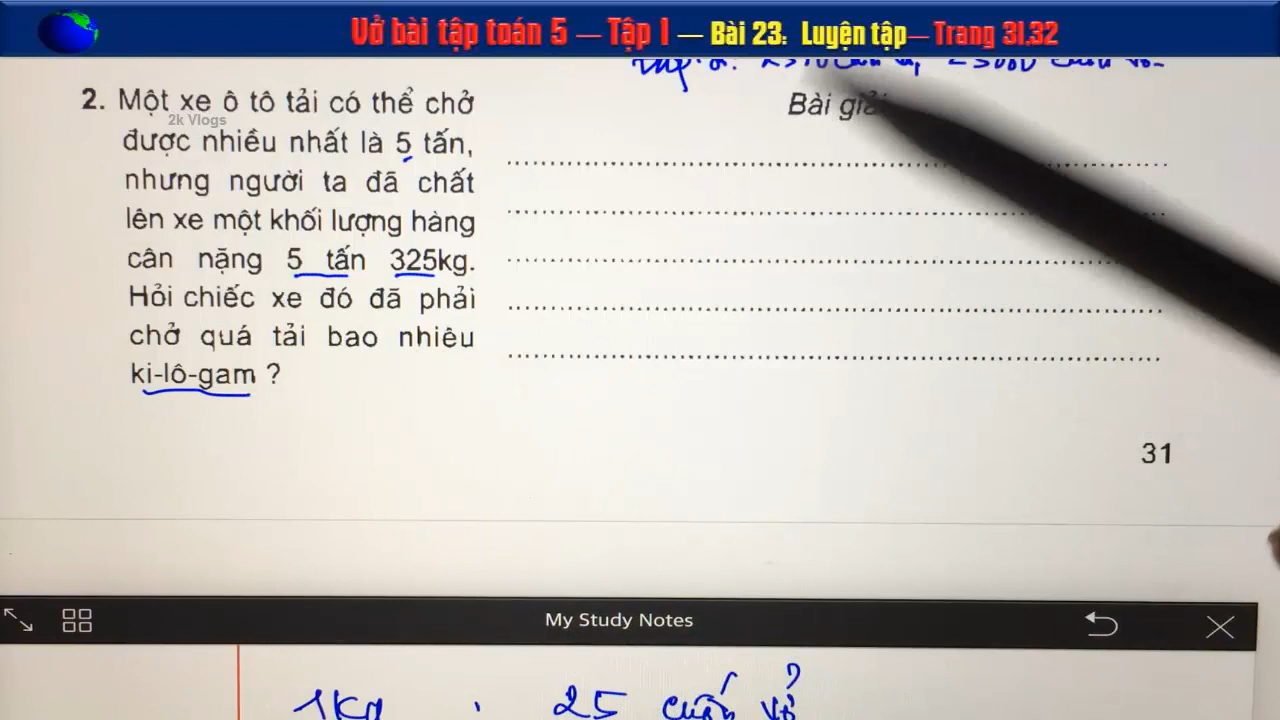 Vở bài tập toán 5 – Tập 1 – Bài 23: Luyện tập – Trang 31,32
2. Một xe ô tô tải có thể chở
2k Vlogs
được nhiều nhất là 5 tấn,
nhưng người ta đã chất
lên xe một khối lượng hàng
cân nặng 5 tấn 325kg.
Hỏi chiếc xe đó đã phải
chở quá tải bao nhiêu
ki-lô-gam ?
Bài giải
31
My Study Notes
1kg : 25 cuốn vở